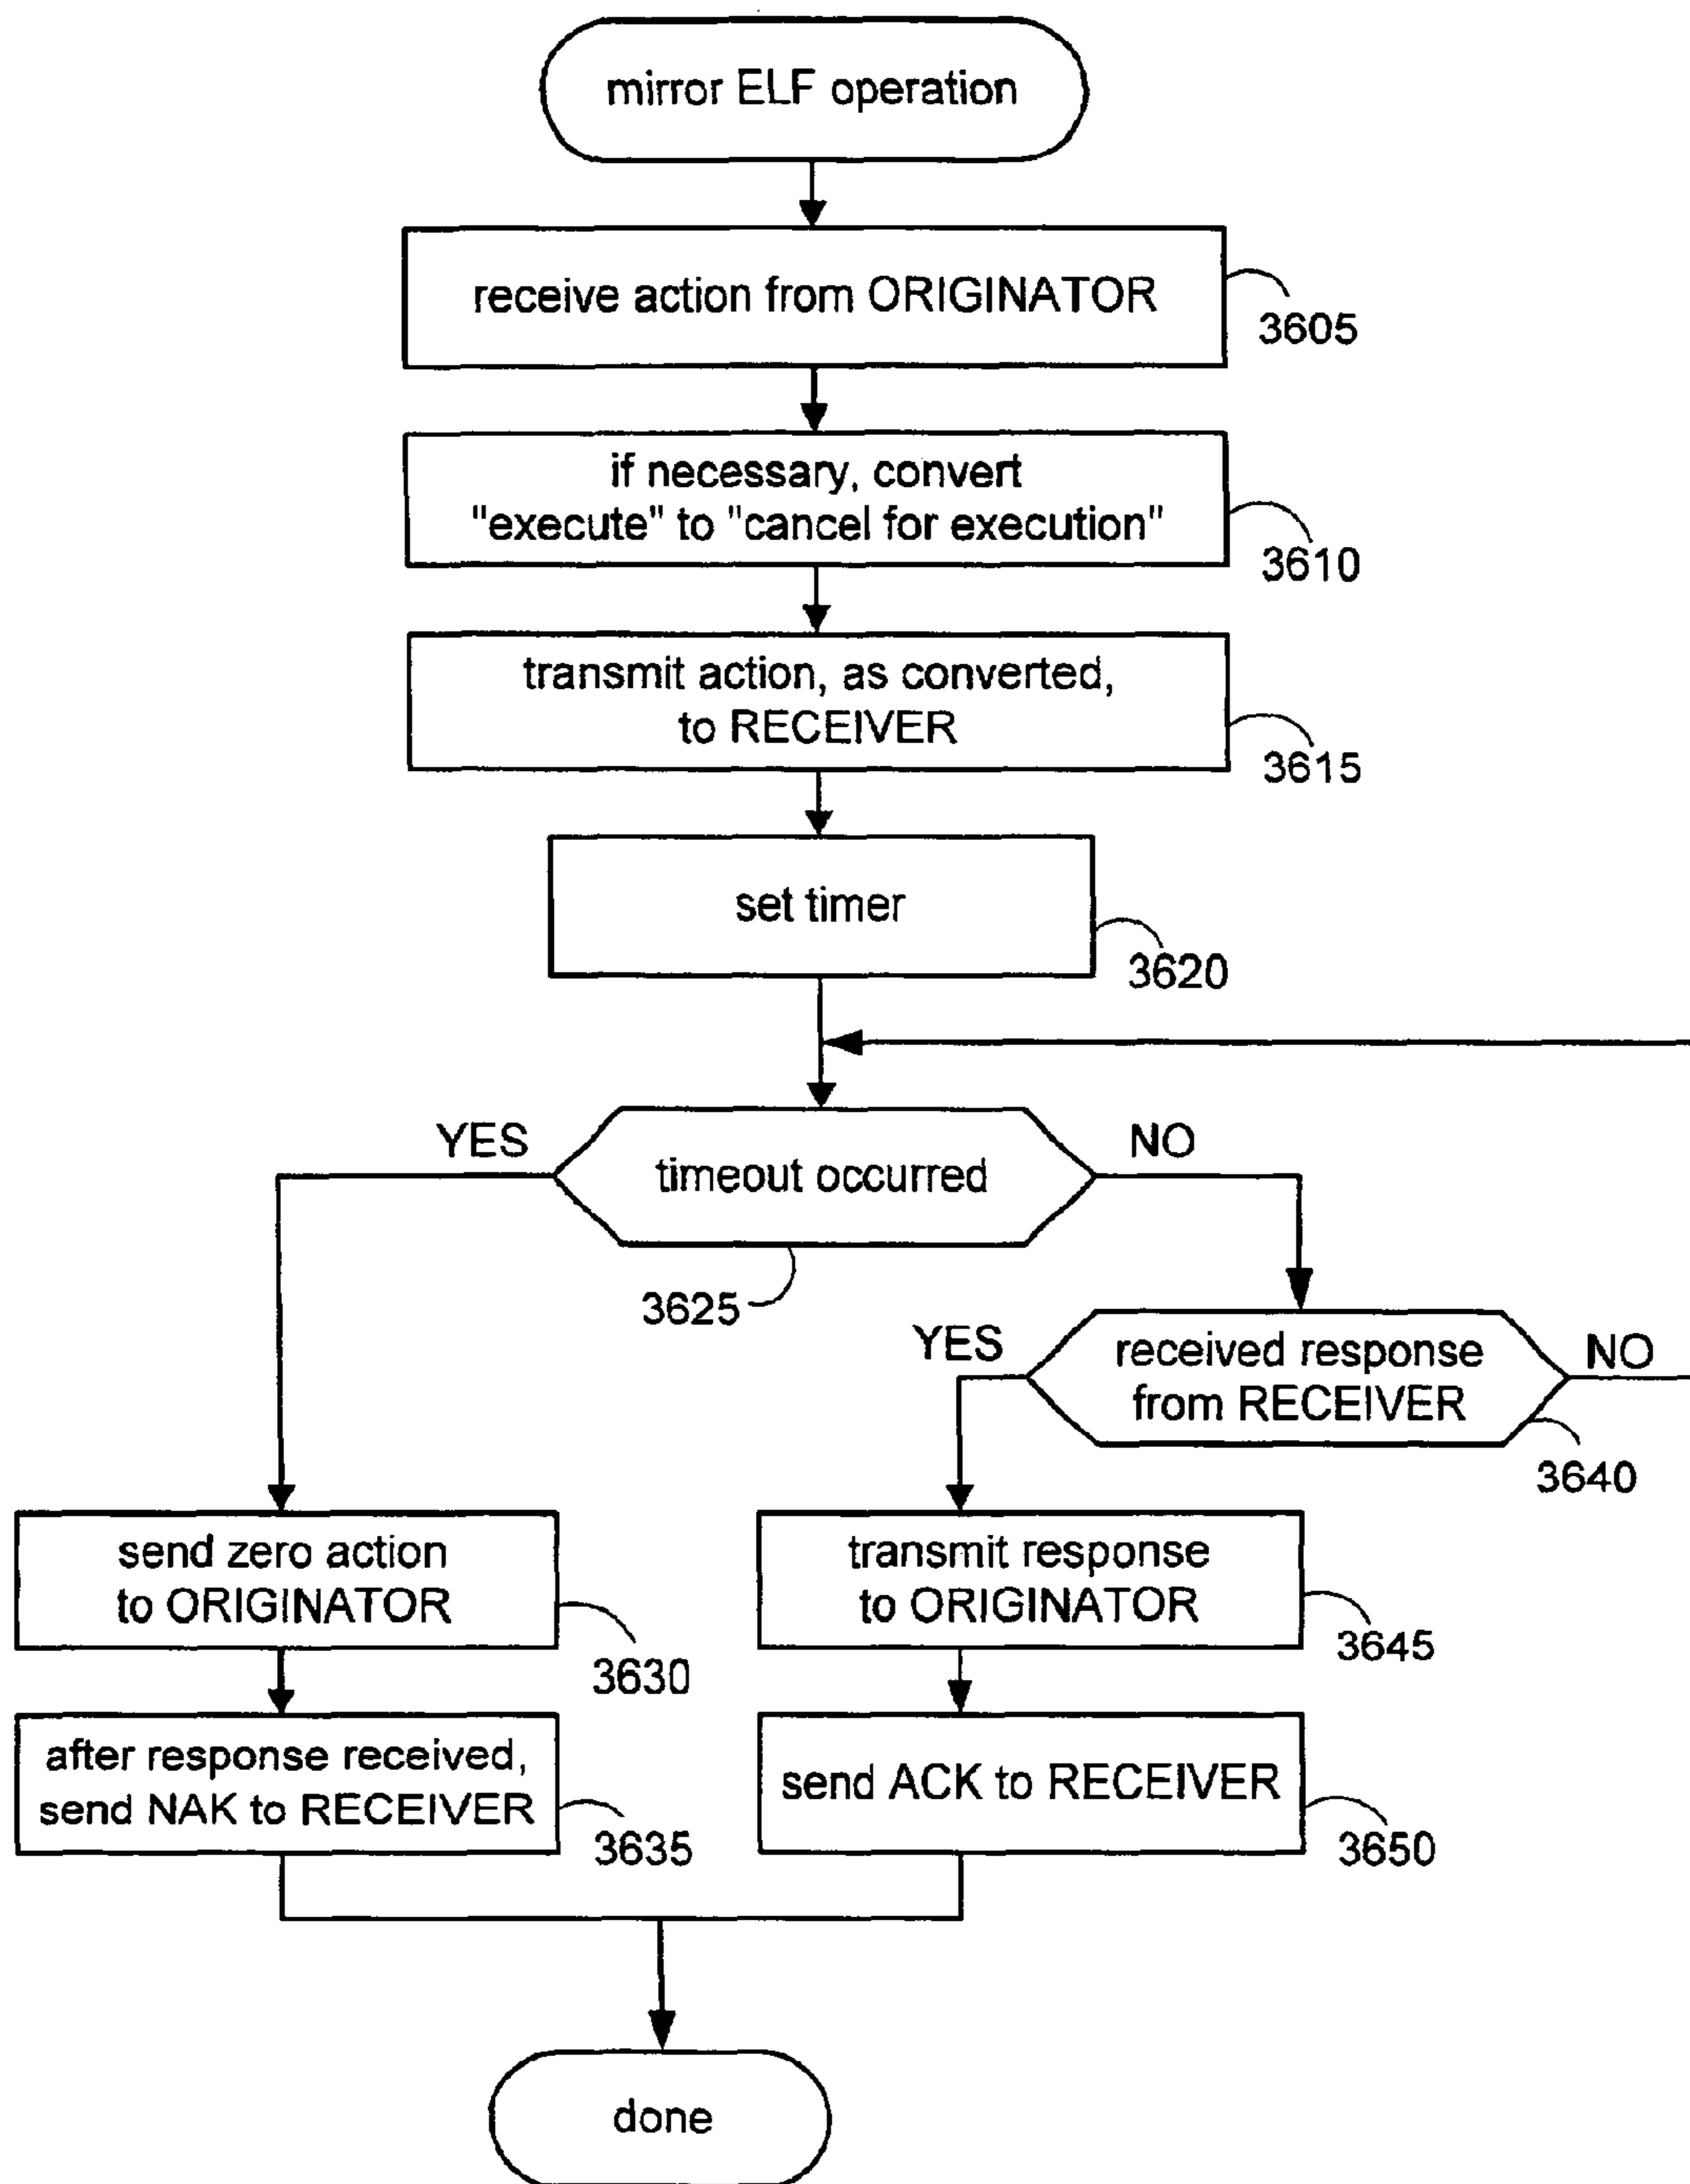 mirror ELF operation
receive action from ORIGINATOR
3605
if necessary, convert
"execute" to "cancel for execution"
3610
transmit action, as converted,
to RECEIVER
3615
set timer
3620
YES
timeout occurred
NO
3625
YES
received response
from RECEIVER
NO
3640
send zero action
to ORIGINATOR
3630
transmit response
to ORIGINATOR
3645
after response received,
send NAK to RECEIVER
3635
send ACK to RECEIVER
3650
done